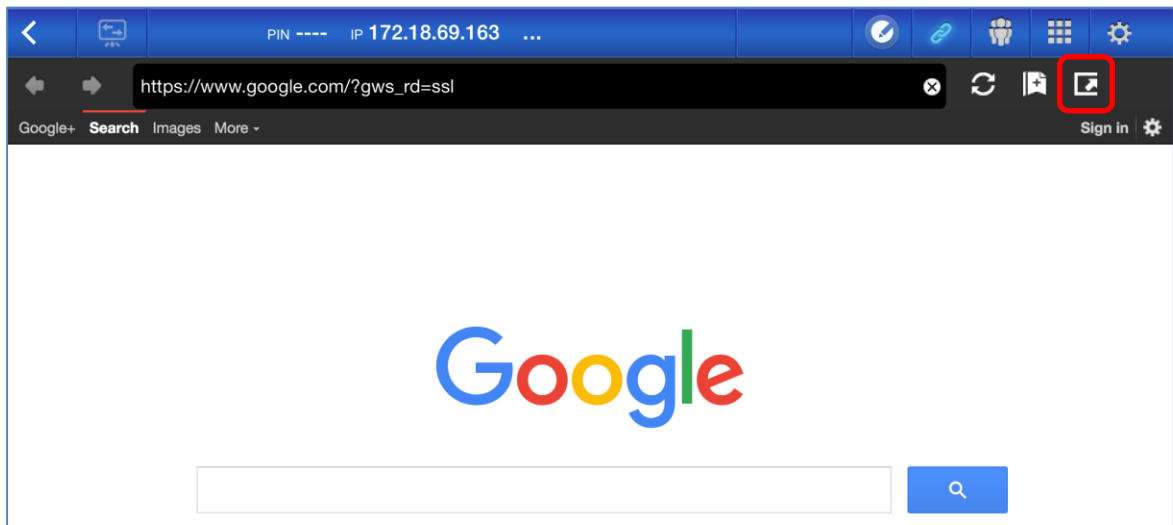 PIN ---- IP 172.18.69.163 ...
https://www.google.com/?gws_rd=ssl
Google+ Search Images More Sign in
Google